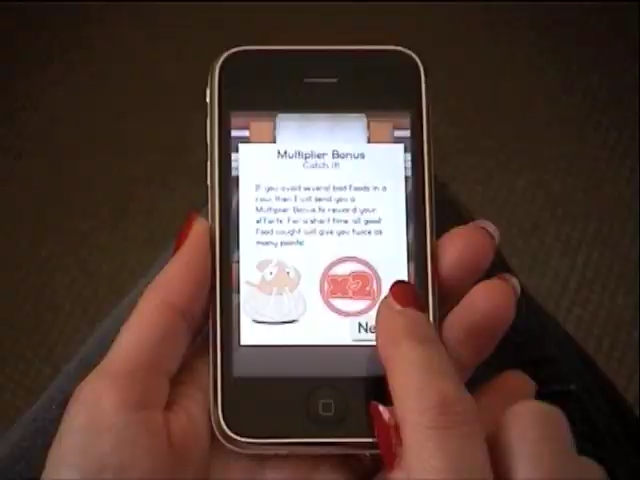 Multiplier Bonus
Catch it!
If you avoid several bad foods in a
row then I will send you a
Multiplier Bonus to reward your
efforts. For a short time all good
food caught will give you twice as
many points!
x2
Ne